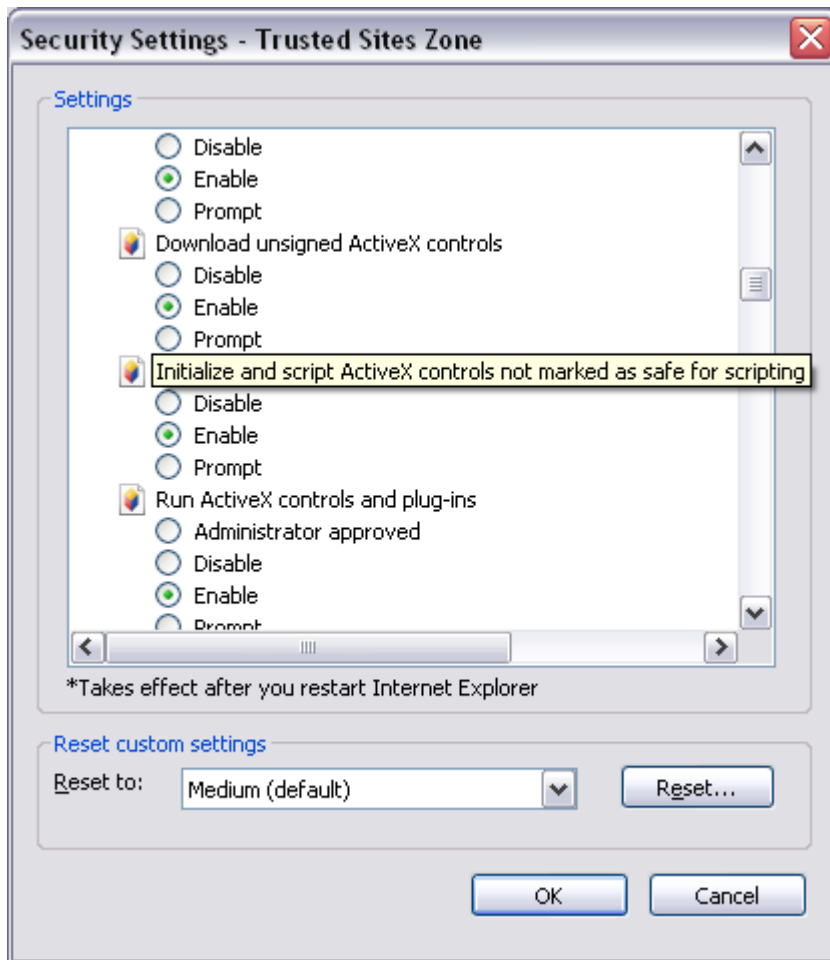 Security Settings - Trusted Sites Zone
Settings
Disable
Enable
Prompt
Download unsigned ActiveX controls
Disable
Enable
Prompt
Initialize and script ActiveX controls not marked as safe for scripting
Disable
Enable
Prompt
Run ActiveX controls and plug-ins
Administrator approved
Disable
Enable
Prompt
*Takes effect after you restart Internet Explorer
Reset custom settings
Reset to: Medium (default) Reset...
OK Cancel